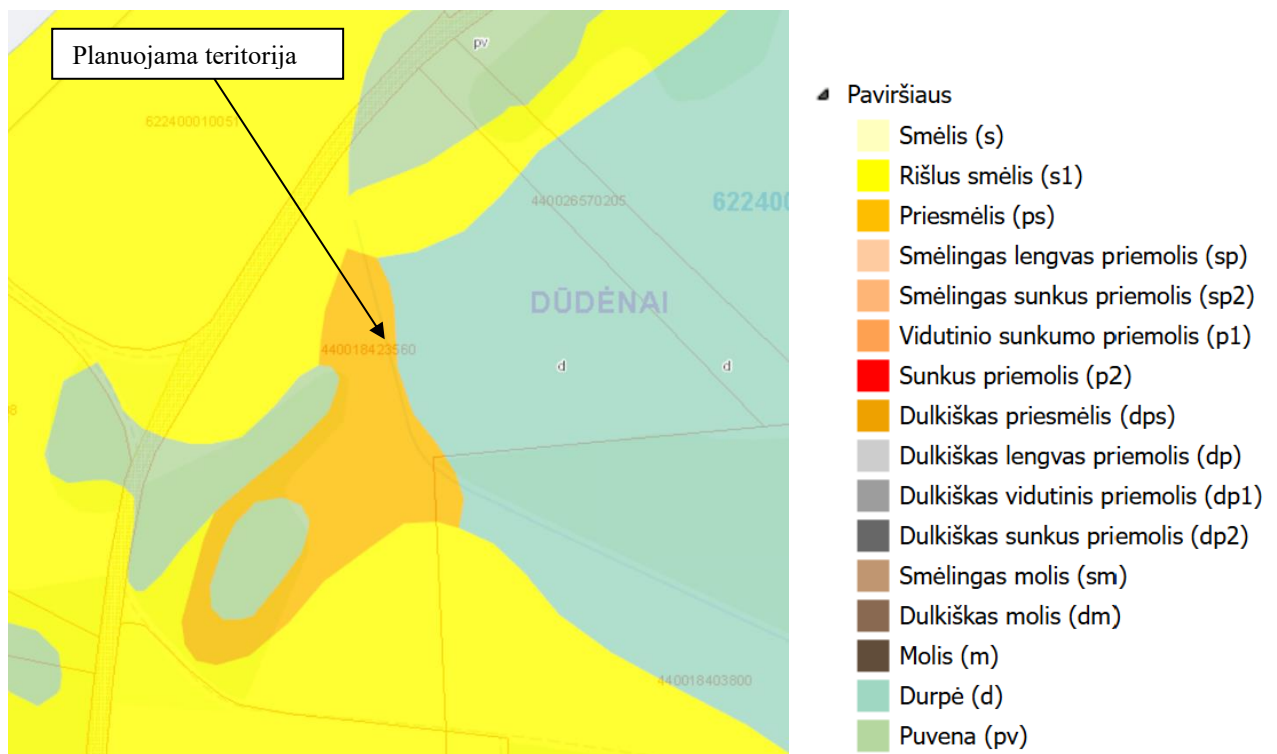 Planuojama teritorija
pv
440026570205
DŪDĖNAI
440018423560
d
d
440018403800
Paviršiaus
Smėlis (s)
Rišlus smėlis (s1)
Priesmėlis (ps)
Smėlingas lengvas priemolis (sp)
Smėlingas sunkus priemolis (sp2)
Vidutinio sunkumo priemolis (p1)
Sunkus priemolis (p2)
Dulkiškas priesmėlis (dps)
Dulkiškas lengvas priemolis (dp)
Dulkiškas vidutinis priemolis (dp1)
Dulkiškas sunkus priemolis (dp2)
Smėlingas molis (sm)
Dulkiškas molis (dm)
Molis (m)
Durpė (d)
Puvena (pv)